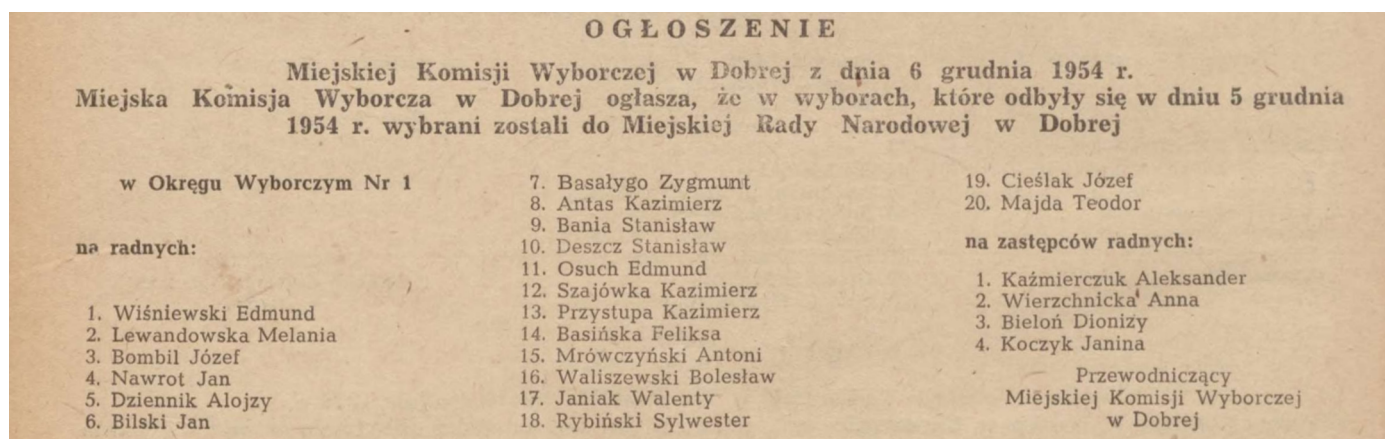 OGŁOSZENIE
Miejskiej Komisji Wyborczej w Dobrej z dnia 6 grudnia 1954 r.
Miejska Komisja Wyborcza w Dobrej ogłasza, że w wyborach, które odbyły się w dniu 5 grudnia
1954 r. wybrani zostali do Miejskiej Rady Narodowej w Dobrej
w Okręgu Wyborczym Nr 1
na radnych:
1. Wiśniewski Edmund
2. Lewandowska Melania
3. Bombil Józef
4. Nawrot Jan
5. Dziennik Alojzy
6. Bilski Jan
7. Basałygo Zygmunt
8. Antas Kazimierz
9. Bania Stanisław
10. Deszcz Stanisław
11. Osuch Edmund
12. Szajówka Kazimierz
13. Przystupa Kazimierz
14. Basińska Feliksa
15. Mrówczyński Antoni
16. Waliszewski Bolesław
17. Janiak Walenty
18. Rybiński Sylwester
19. Cieślak Józef
20. Majda Teodor
na zastępców radnych:
1. Kaźmierczuk Aleksander
2. Wierzchnicka Anna
3. Bieloń Dionizy
4. Koczyk Janina
Przewodniczący
Miejskiej Komisji Wyborczej
w Dobrej